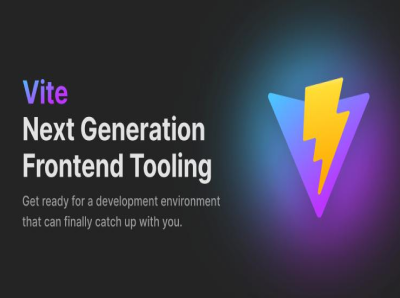 Vite
Next Generation
Frontend Tooling
Get ready for a development environment
that can finally catch up with you.